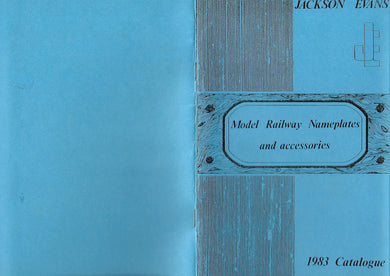 JACKSON EVANS
Model Railway Nameplates
and accessories
1983 Catalogue